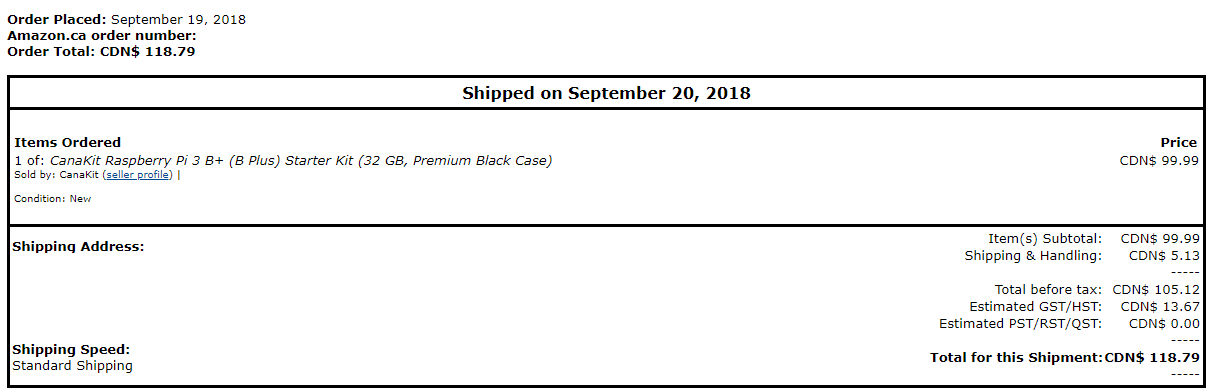 Order Placed: September 19, 2018
Amazon.ca order number:
Order Total: CDN$ 118.79
Shipped on September 20, 2018
Items Ordered Price
1 of: CanaKit Raspberry Pi 3 B+ (B Plus) Starter Kit (32 GB, Premium Black Case) CDN$ 99.99
Sold by: CanaKit (seller profile) |
Condition: New
Shipping Address:
Item(s) Subtotal: CDN$ 99.99
Shipping & Handling: CDN$ 5.13
-----
Total before tax: CDN$ 105.12
Estimated GST/HST: CDN$ 13.67
Estimated PST/RST/QST: CDN$ 0.00
-----
Shipping Speed:
Standard Shipping
Total for this Shipment: CDN$ 118.79
-----